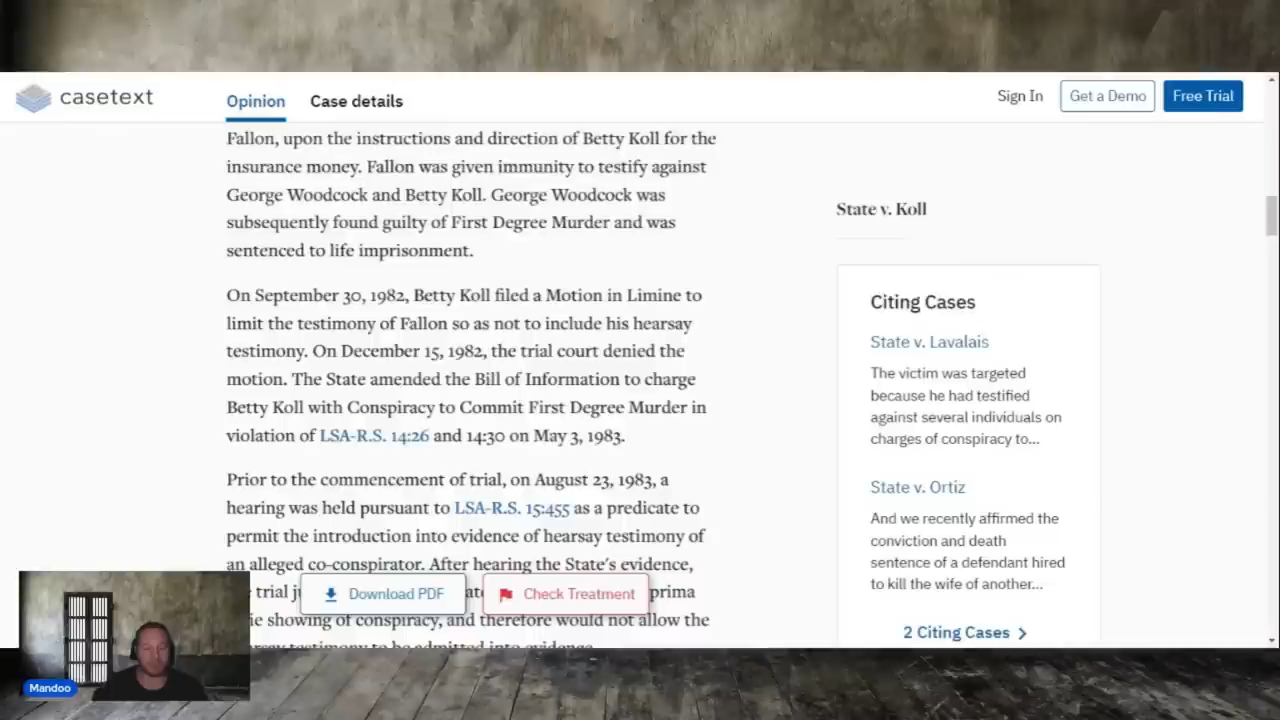 casetext
Opinion
Case details
Sign In
Get a Demo
Free Trial
Fallon, upon the instructions and direction of Betty Koll for the
insurance money. Fallon was given immunity to testify against
George Woodcock and Betty Koll. George Woodcock was
subsequently found guilty of First Degree Murder and was
sentenced to life imprisonment.
On September 30, 1982, Betty Koll filed a Motion in Limine to
limit the testimony of Fallon so as not to include his hearsay
testimony. On December 15, 1982, the trial court denied the
motion. The State amended the Bill of Information to charge
Betty Koll with Conspiracy to Commit First Degree Murder in
violation of LSA-R.S. 14:26 and 14:30 on May 3, 1983.
Prior to the commencement of trial, on August 23, 1983, a
hearing was held pursuant to LSA-R.S. 15:455 as a predicate to
permit the introduction into evidence of hearsay testimony of
an alleged co-conspirator. After hearing the State's evidence,
trial
prima
showing of conspiracy, and therefore would not allow the
testimony to be admitted into evidence.
Download PDF
Check Treatment
State v. Koll
Citing Cases
State v. Lavalais
The victim was targeted
because he had testified
against several individuals on
charges of conspiracy to...
State v. Ortiz
And we recently affirmed the
conviction and death
sentence of a defendant hired
to kill the wife of another...
2 Citing Cases
Mandoo